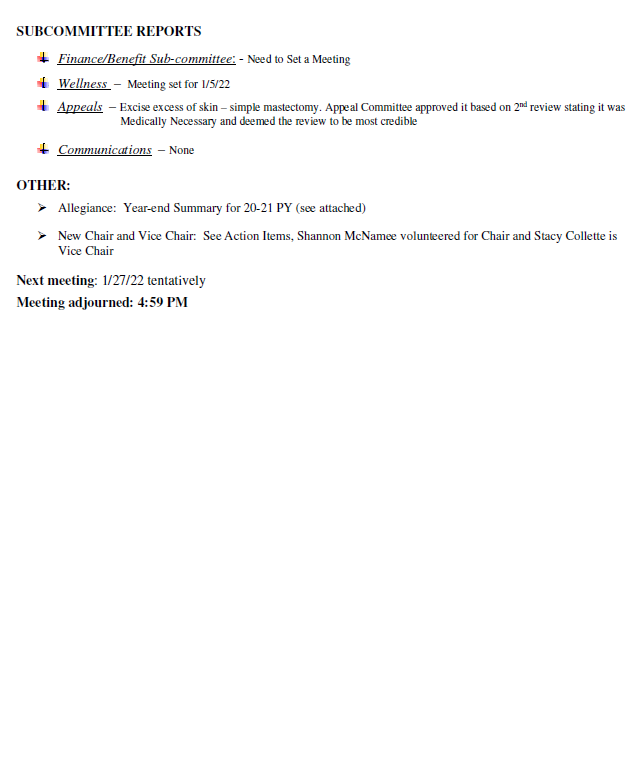 SUBCOMMITTEE REPORTS
Finance/Benefit Sub-committee: - Need to Set a Meeting
Wellness – Meeting set for 1/5/22
Appeals – Excise excess of skin – simple mastectomy. Appeal Committee approved it based on 2nd review stating it was
Medically Necessary and deemed the review to be most credible
Communications – None
OTHER:
➢ Allegiance: Year-end Summary for 20-21 PY (see attached)
➢ New Chair and Vice Chair: See Action Items, Shannon McNamee volunteered for Chair and Stacy Collette is
Vice Chair
Next meeting: 1/27/22 tentatively
Meeting adjourned: 4:59 PM